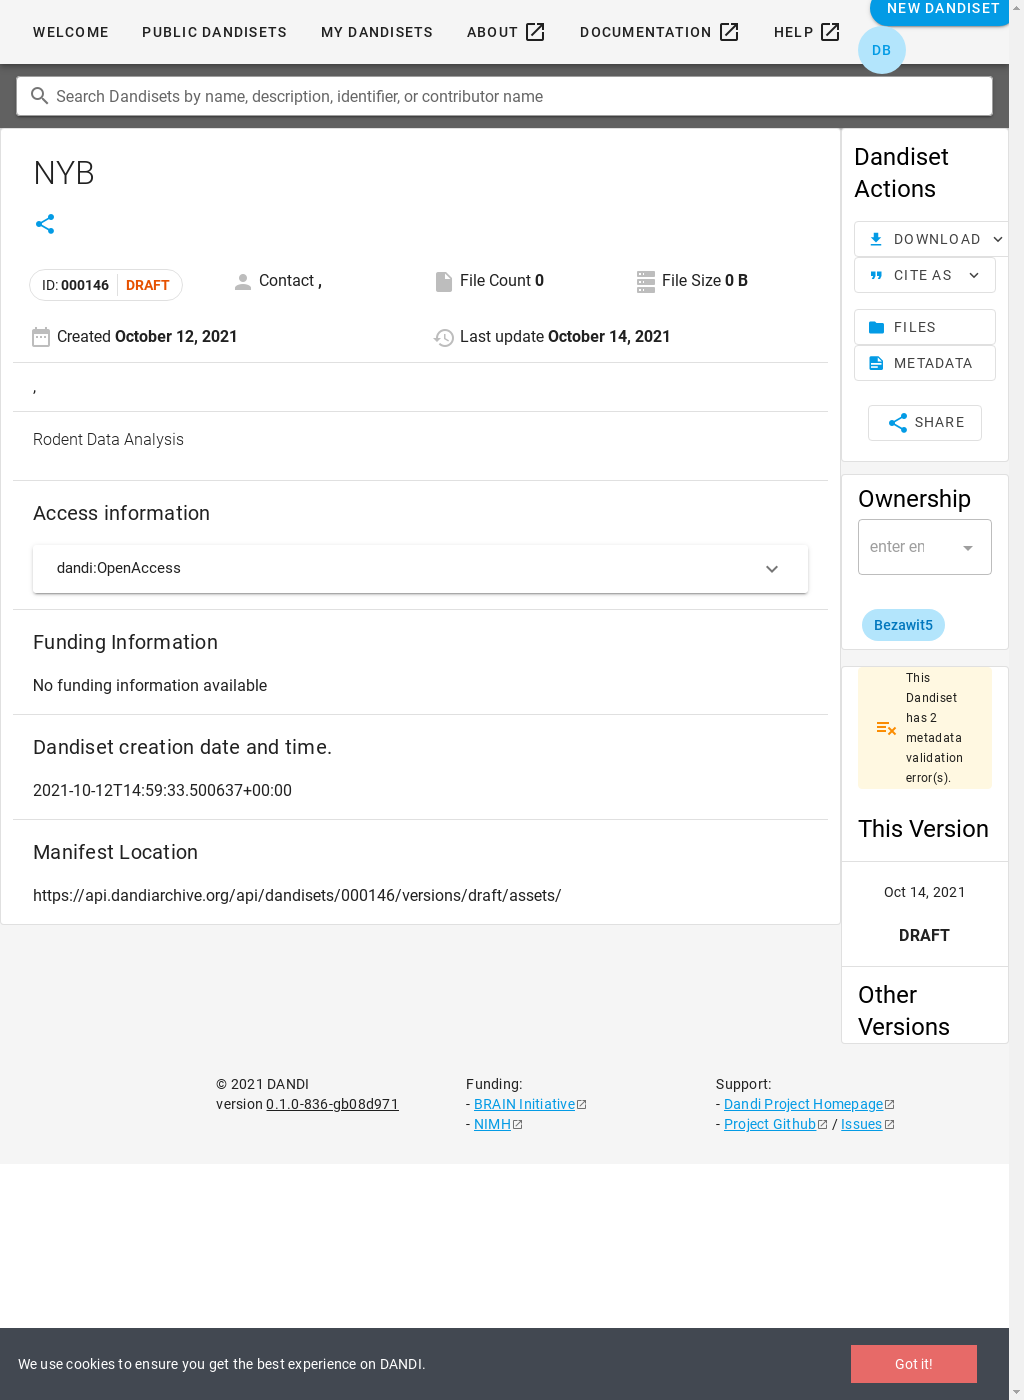 WELCOME
PUBLIC DANDISETS
MY DANDISETS
ABOUT
DOCUMENTATION
HELP
NEW DANDISET
DB
Search Dandisets by name, description, identifier, or contributor name
NYB
ID: 000146 DRAFT
Contact ,
File Count 0
File Size 0 B
Created October 12, 2021
Last update October 14, 2021
,
Rodent Data Analysis
Access information
dandi:OpenAccess
Funding Information
No funding information available
Dandiset creation date and time.
2021-10-12T14:59:33.500637+00:00
Manifest Location
https://api.dandiarchive.org/api/dandisets/000146/versions/draft/assets/
Dandiset
Actions
DOWNLOAD
CITE AS
FILES
METADATA
SHARE
Ownership
enter en
Bezawit5
This
Dandiset
has 2
metadata
validation
error(s).
This Version
Oct 14, 2021
DRAFT
Other
Versions
© 2021 DANDI
version 0.1.0-836-gb08d971
Funding:
- BRAIN Initiative
- NIMH
Support:
- Dandi Project Homepage
- Project Github / Issues
We use cookies to ensure you get the best experience on DANDI.
Got it!